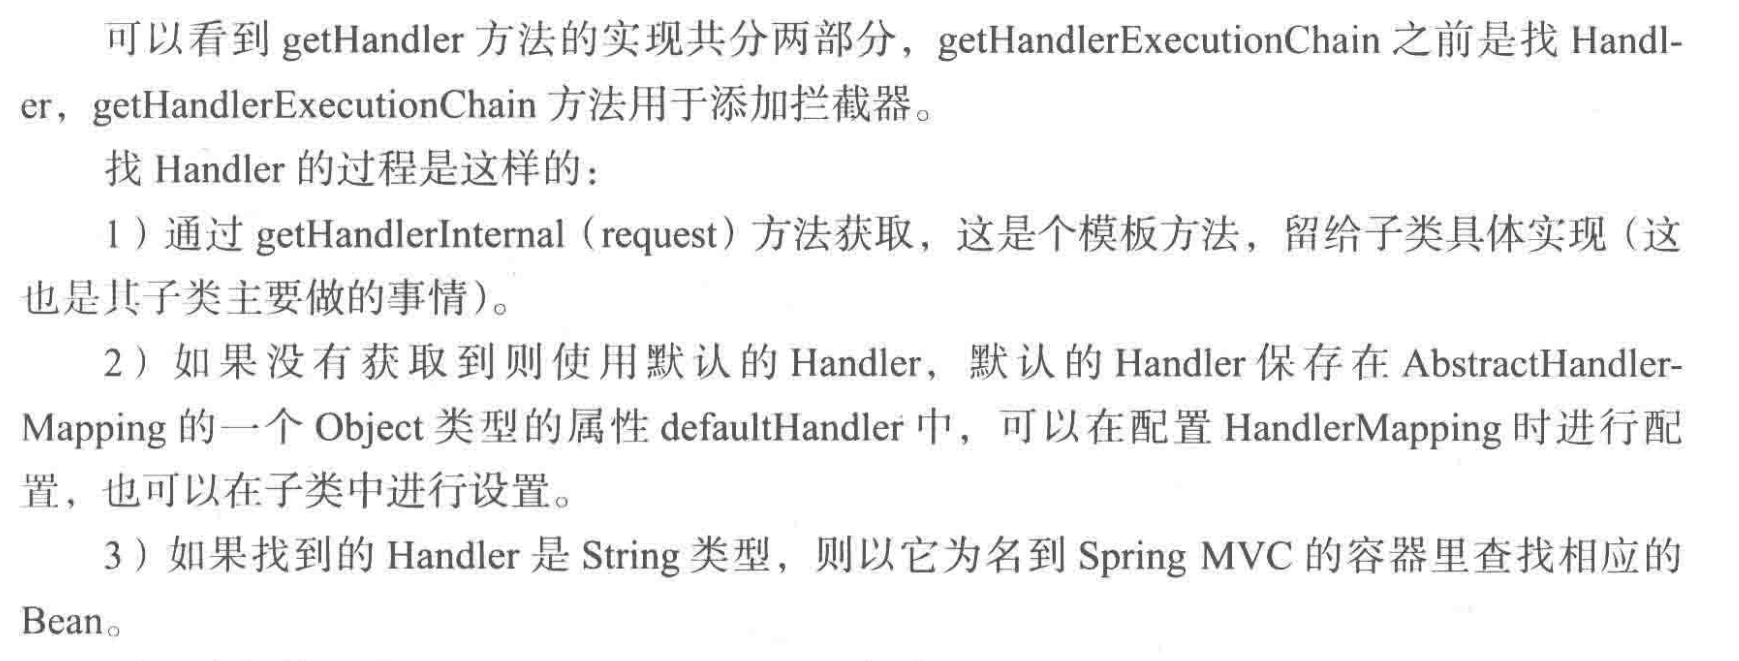 可以看到 getHandler 方法的实现共分两部分，getHandlerExecutionChain 之前是找 Handl-
er，getHandlerExecutionChain 方法用于添加拦截器。
找 Handler 的过程是这样的：
1）通过 getHandlerInternal（request）方法获取，这是个模板方法，留给子类具体实现（这
也是其子类主要做的事情）。
2）如果没有获取到则使用默认的 Handler，默认的 Handler 保存在 AbstractHandler-
Mapping 的一个 Object 类型的属性 defaultHandler 中，可以在配置 HandlerMapping 时进行配
置，也可以在子类中进行设置。
3）如果找到的 Handler 是 String 类型，则以它为名到 Spring MVC 的容器里查找相应的
Bean。